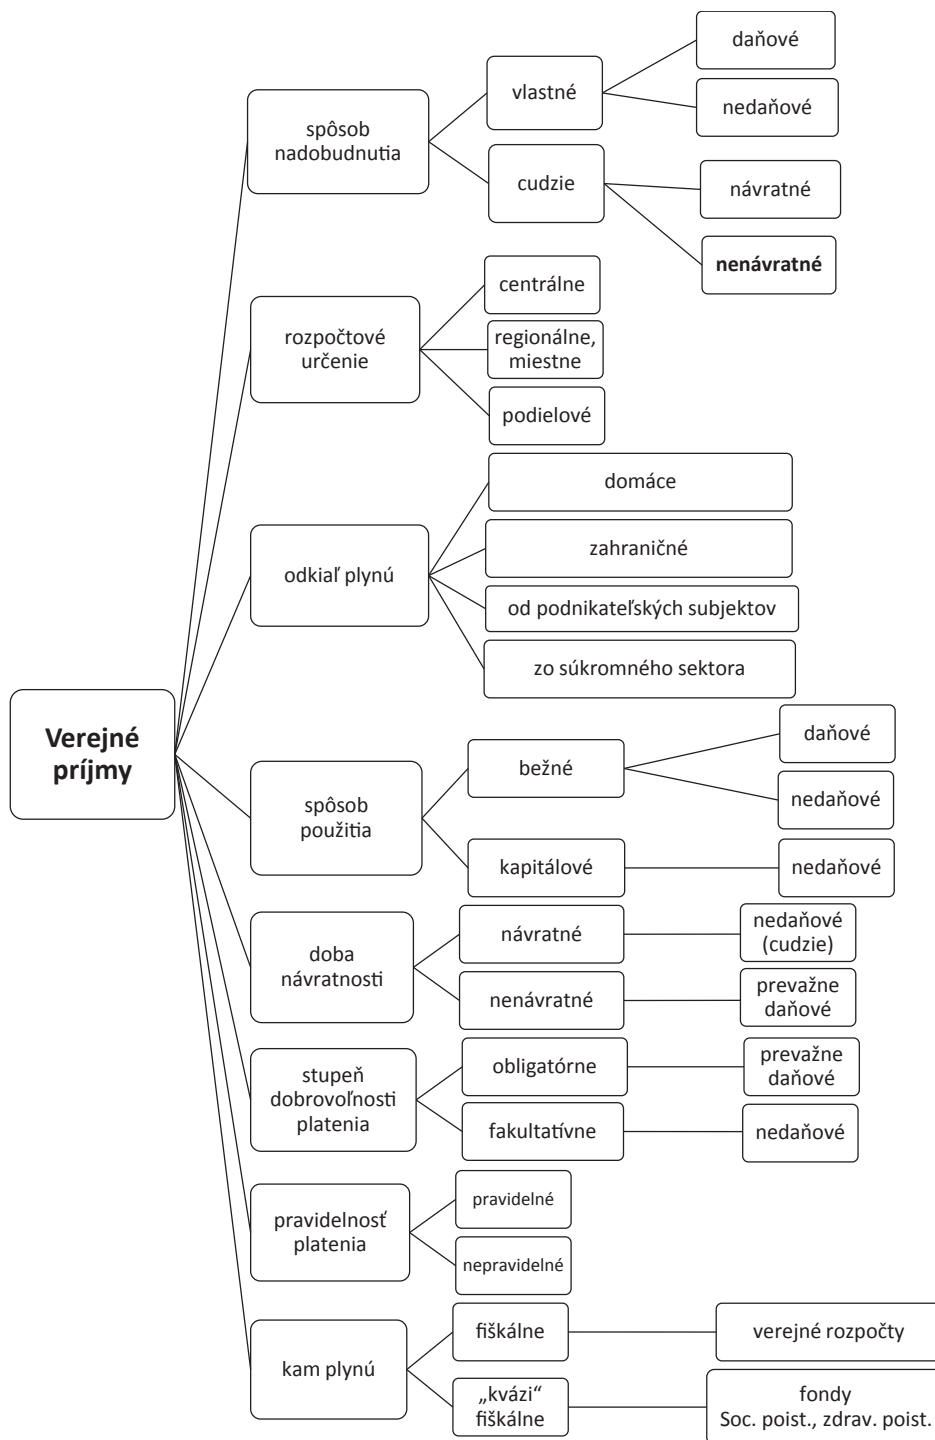 Verejné
príjmy
spôsob
nadobudnutia
vlastné
daňové
nedaňové
cudzie
návratné
nenávratné
rozpočtové
určenie
centrálne
regionálne,
miestne
podielové
odkiaľ plynú
domáce
zahraničné
od podnikateľských subjektov
zo súkromného sektora
spôsob
použitia
bežné
daňové
nedaňové
kapitálové
nedaňové
doba
návratnosti
návratné
nedaňové
(cudzie)
nenávratné
prevažne
daňové
stupeň
dobrovoľnosti
platenia
obligatórne
prevažne
daňové
fakultatívne
nedaňové
pravidelnosť
platenia
pravidelné
nepravidelné
kam plynú
fiškálne
verejné rozpočty
„kvázi“
fiškálne
fondy
Soc. poist., zdrav. poist.